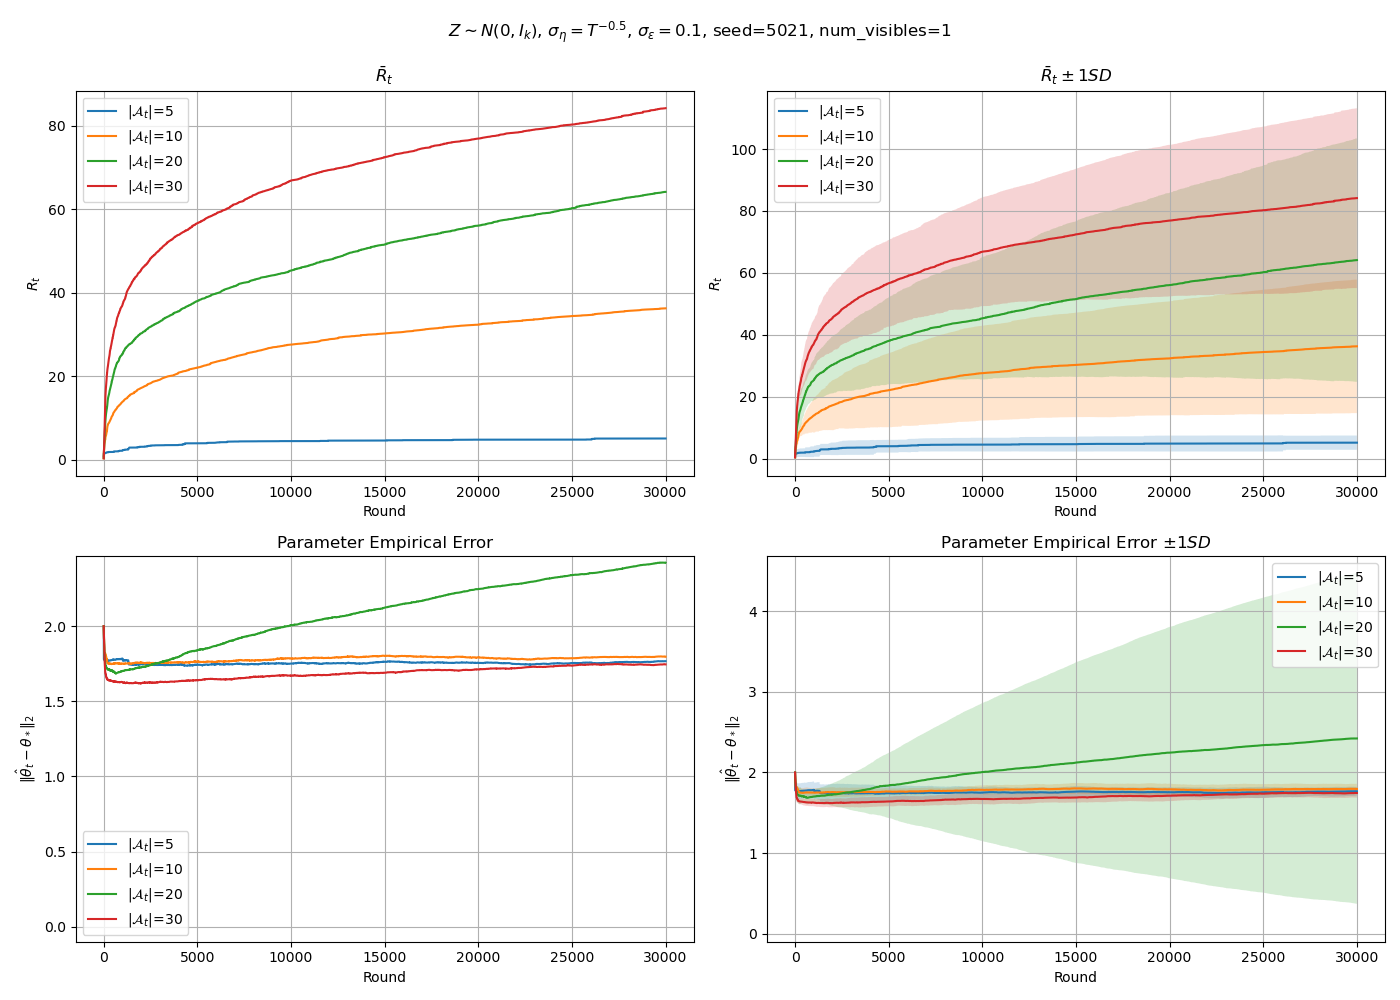 Z ∼ N(0, I_k), σ_η = T^{−0.5}, σ_ε = 0.1, seed=5021, num_visibles=1
R̄_t
R_t
80
60
40
20
0
|𝒜_t|=5
|𝒜_t|=10
|𝒜_t|=20
|𝒜_t|=30
0 5000 10000 15000 20000 25000 30000
Round
R̄_t ± 1SD
R_t
100
80
60
40
20
0
|𝒜_t|=5
|𝒜_t|=10
|𝒜_t|=20
|𝒜_t|=30
0 5000 10000 15000 20000 25000 30000
Round
Parameter Empirical Error
‖θ̂_t − θ_*‖_2
2.0
1.5
1.0
0.5
0.0
|𝒜_t|=5
|𝒜_t|=10
|𝒜_t|=20
|𝒜_t|=30
0 5000 10000 15000 20000 25000 30000
Round
Parameter Empirical Error ±1SD
‖θ̂_t − θ_*‖_2
4
3
2
1
0
|𝒜_t|=5
|𝒜_t|=10
|𝒜_t|=20
|𝒜_t|=30
0 5000 10000 15000 20000 25000 30000
Round